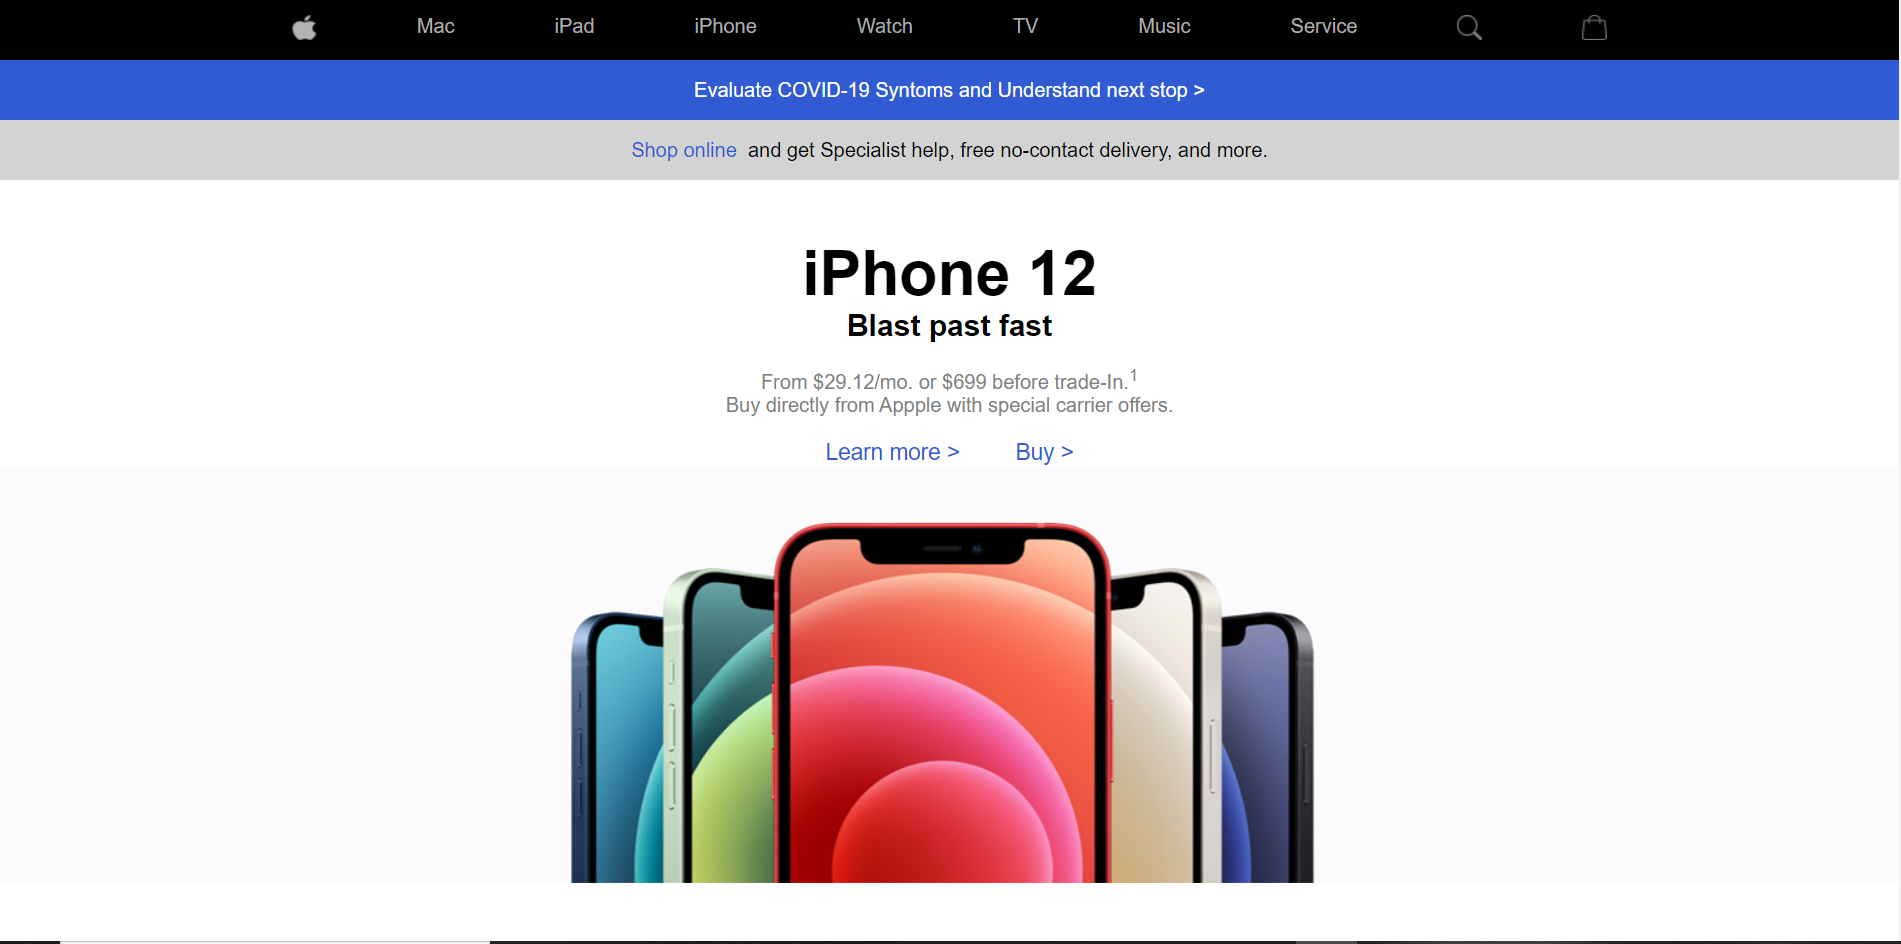 Mac iPad iPhone Watch TV Music Service
Evaluate COVID-19 Syntoms and Understand next stop >
Shop online and get Specialist help, free no-contact delivery, and more.
iPhone 12
Blast past fast
From $29.12/mo. or $699 before trade-In.1
Buy directly from Appple with special carrier offers.
Learn more > Buy >